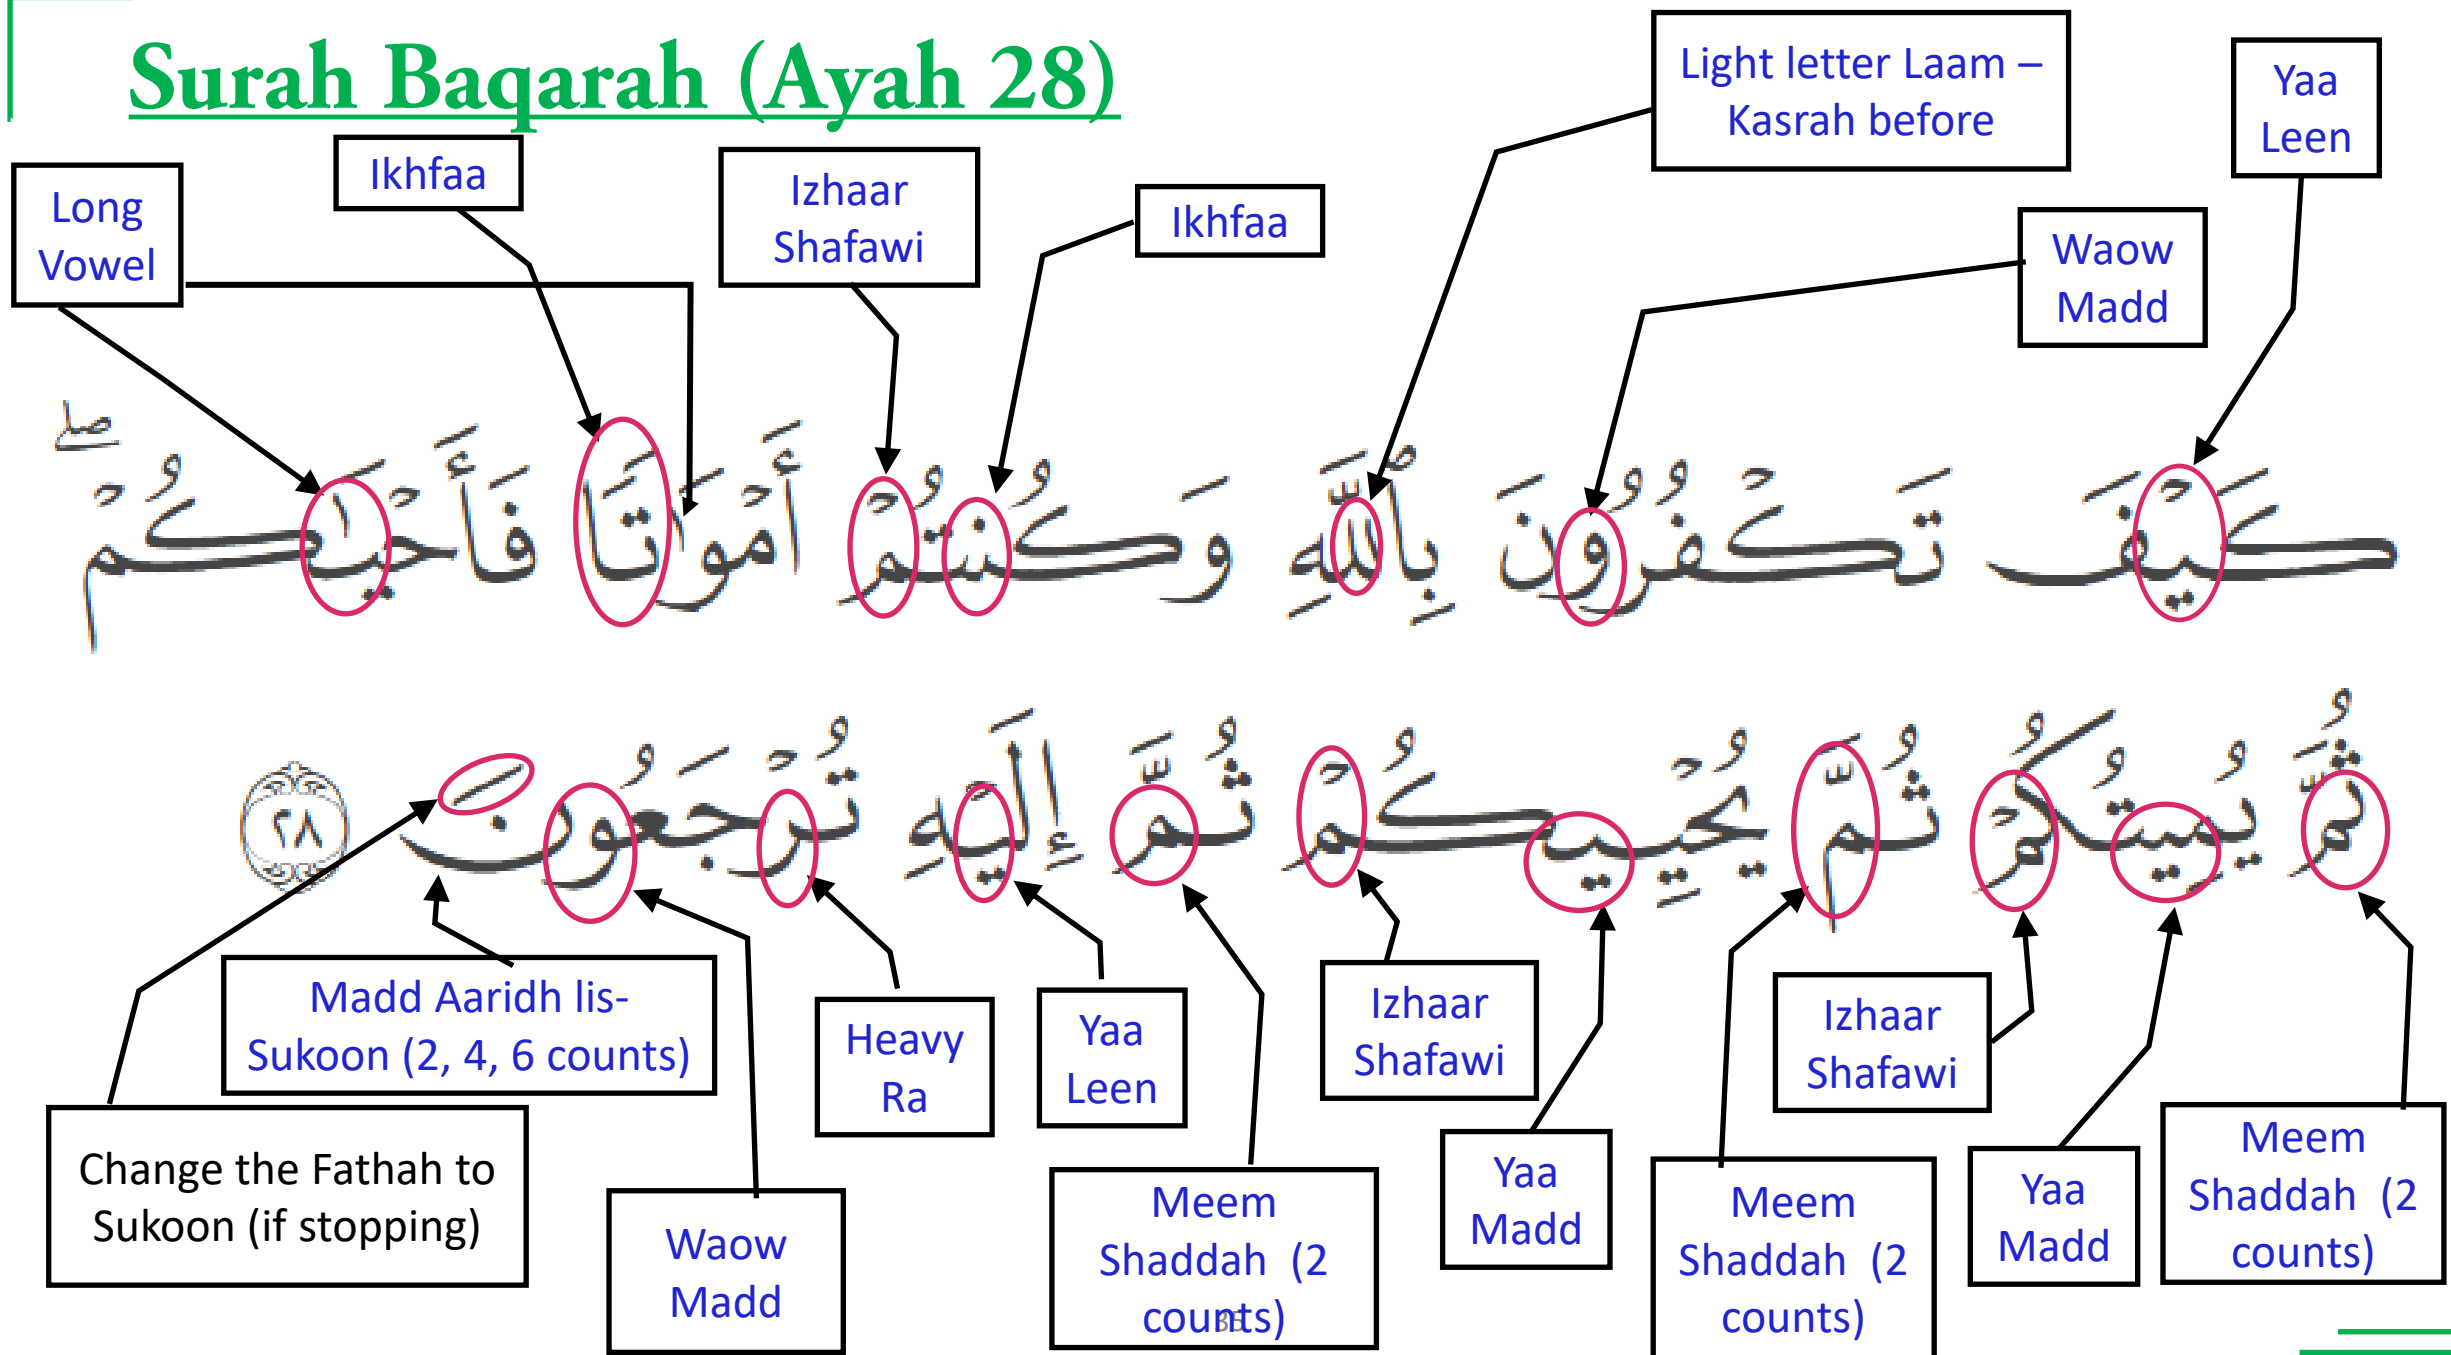 Surah Baqarah (Ayah 28)
Light letter Laam –
Kasrah before
Yaa
Leen
Ikhfaa
Izhaar
Shafawi
Ikhfaa
Long
Vowel
Waow
Madd
كَيْفَ تَكْفُرُونَ بِٱللَّهِ وَكُنتُمْ أَمْوَٰتًا فَأَحْيَٰكُمْ ۖ
ثُمَّ يُمِيتُكُمْ ثُمَّ يُحْيِيكُمْ ثُمَّ إِلَيْهِ تُرْجَعُونَ ٢٨
Madd Aaridh lis-
Sukoon (2, 4, 6 counts)
Heavy
Ra
Yaa
Leen
Izhaar
Shafawi
Izhaar
Shafawi
Change the Fathah to
Sukoon (if stopping)
Waow
Madd
Meem
Shaddah (2
counts)
Yaa
Madd
Meem
Shaddah (2
counts)
Yaa
Madd
Meem
Shaddah (2
counts)
35